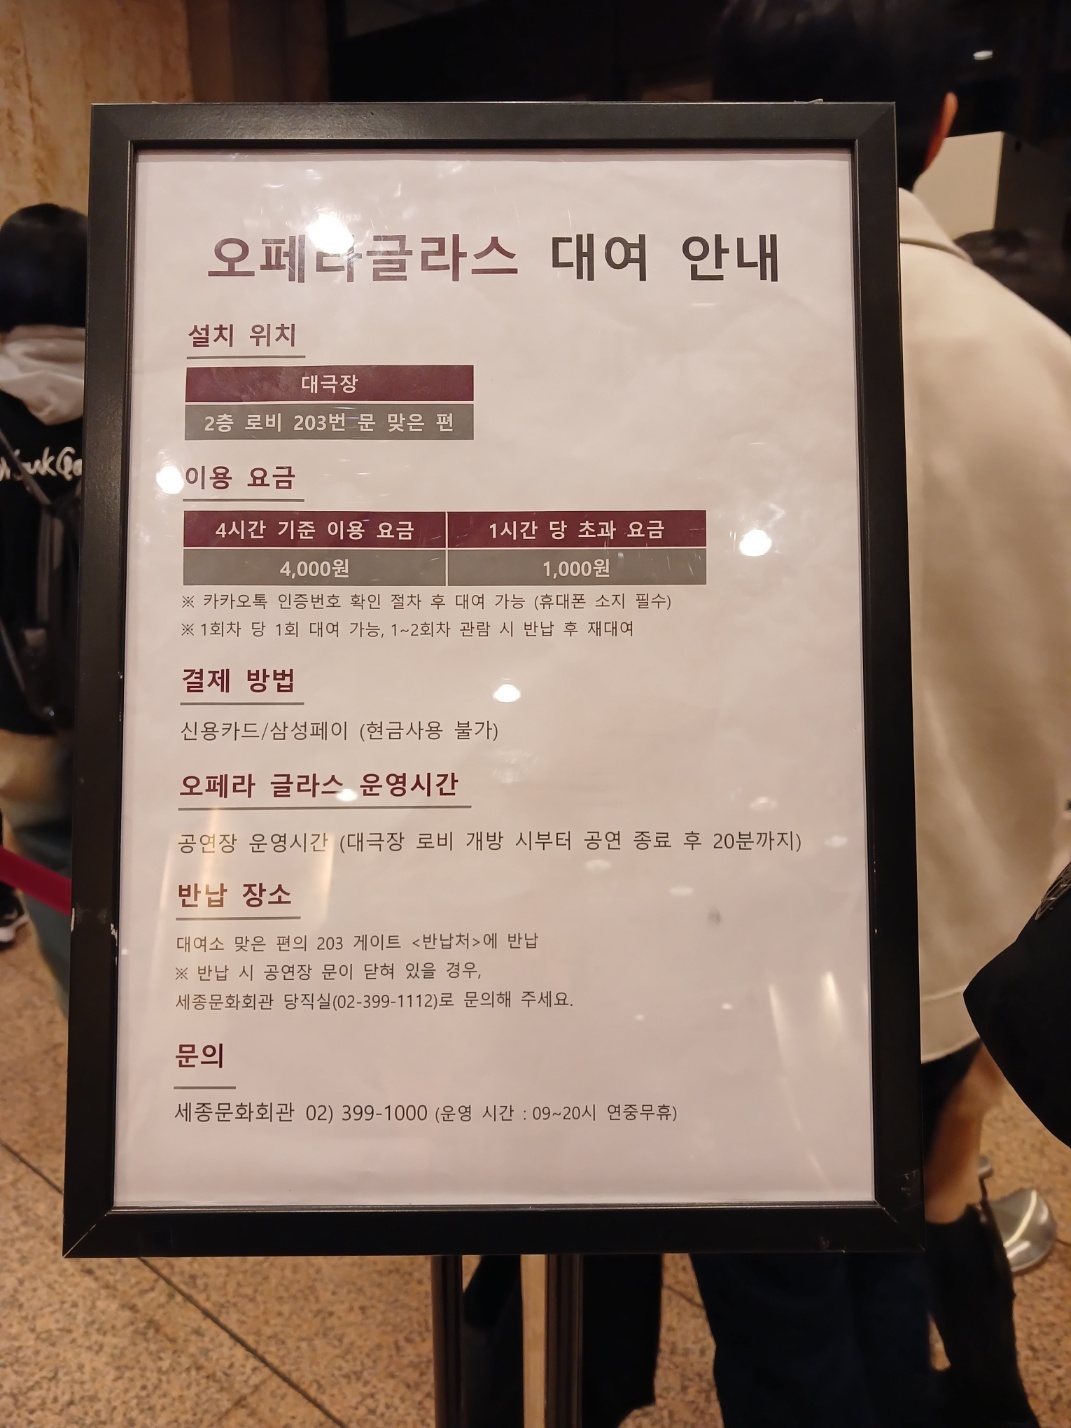 오페라글라스 대여 안내
설치 위치
대극장
2층 로비 203번 문 맞은 편
이용 요금
4시간 기준 이용 요금 1시간 당 초과 요금
4,000원 1,000원
※ 카카오톡 인증번호 확인 절차 후 대여 가능 (휴대폰 소지 필수)
※ 1회차 당 1회 대여 가능, 1~2회차 관람 시 반납 후 재대여
결제 방법
신용카드/삼성페이 (현금사용 불가)
오페라 글라스 운영시간
공연장 운영시간 (대극장 로비 개방 시부터 공연 종료 후 20분까지)
반납 장소
대여소 맞은 편의 203 게이트 <반납처>에 반납
※ 반납 시 공연장 문이 닫혀 있을 경우,
세종문화회관 당직실(02-399-1112)로 문의해 주세요.
문의
세종문화회관 02) 399-1000 (운영 시간 : 09~20시 연중무휴)